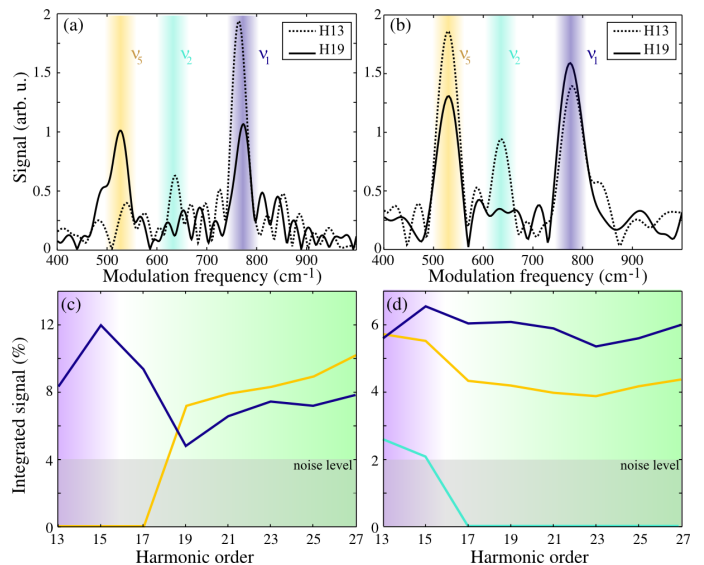 (a)
H13
H19
ν5
ν2
ν1
2
1.5
1
0.5
0
Signal (arb. u.)
400 500 600 700 800 900
Modulation frequency (cm-1)
(b)
H13
H19
ν5
ν2
ν1
2
1.5
1
0.5
0
400 500 600 700 800 900
Modulation frequency (cm-1)
(c)
12
8
4
0
Integrated signal (%)
noise level
13 15 17 19 21 23 25 27
Harmonic order
(d)
6
4
2
0
noise level
13 15 17 19 21 23 25 27
Harmonic order